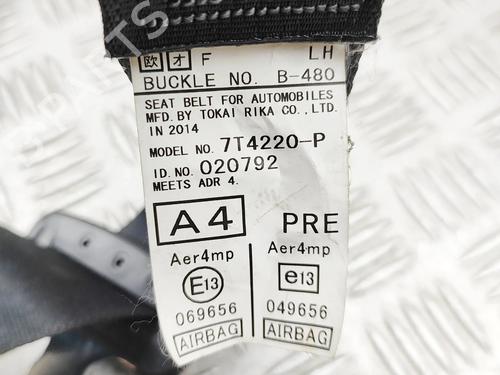 欧 オ F LH
BUCKLE NO. B-480
SEAT BELT FOR AUTOMOBILES
MFD. BY TOKAI RIKA CO., LTD.
IN 2014
MODEL NO. 7T4220-P
ID. NO. 020792
MEETS ADR 4.
A4 PRE
Aer4mp Aer4mp
E13 e13
069656 049656
AIRBAG AIRBAG